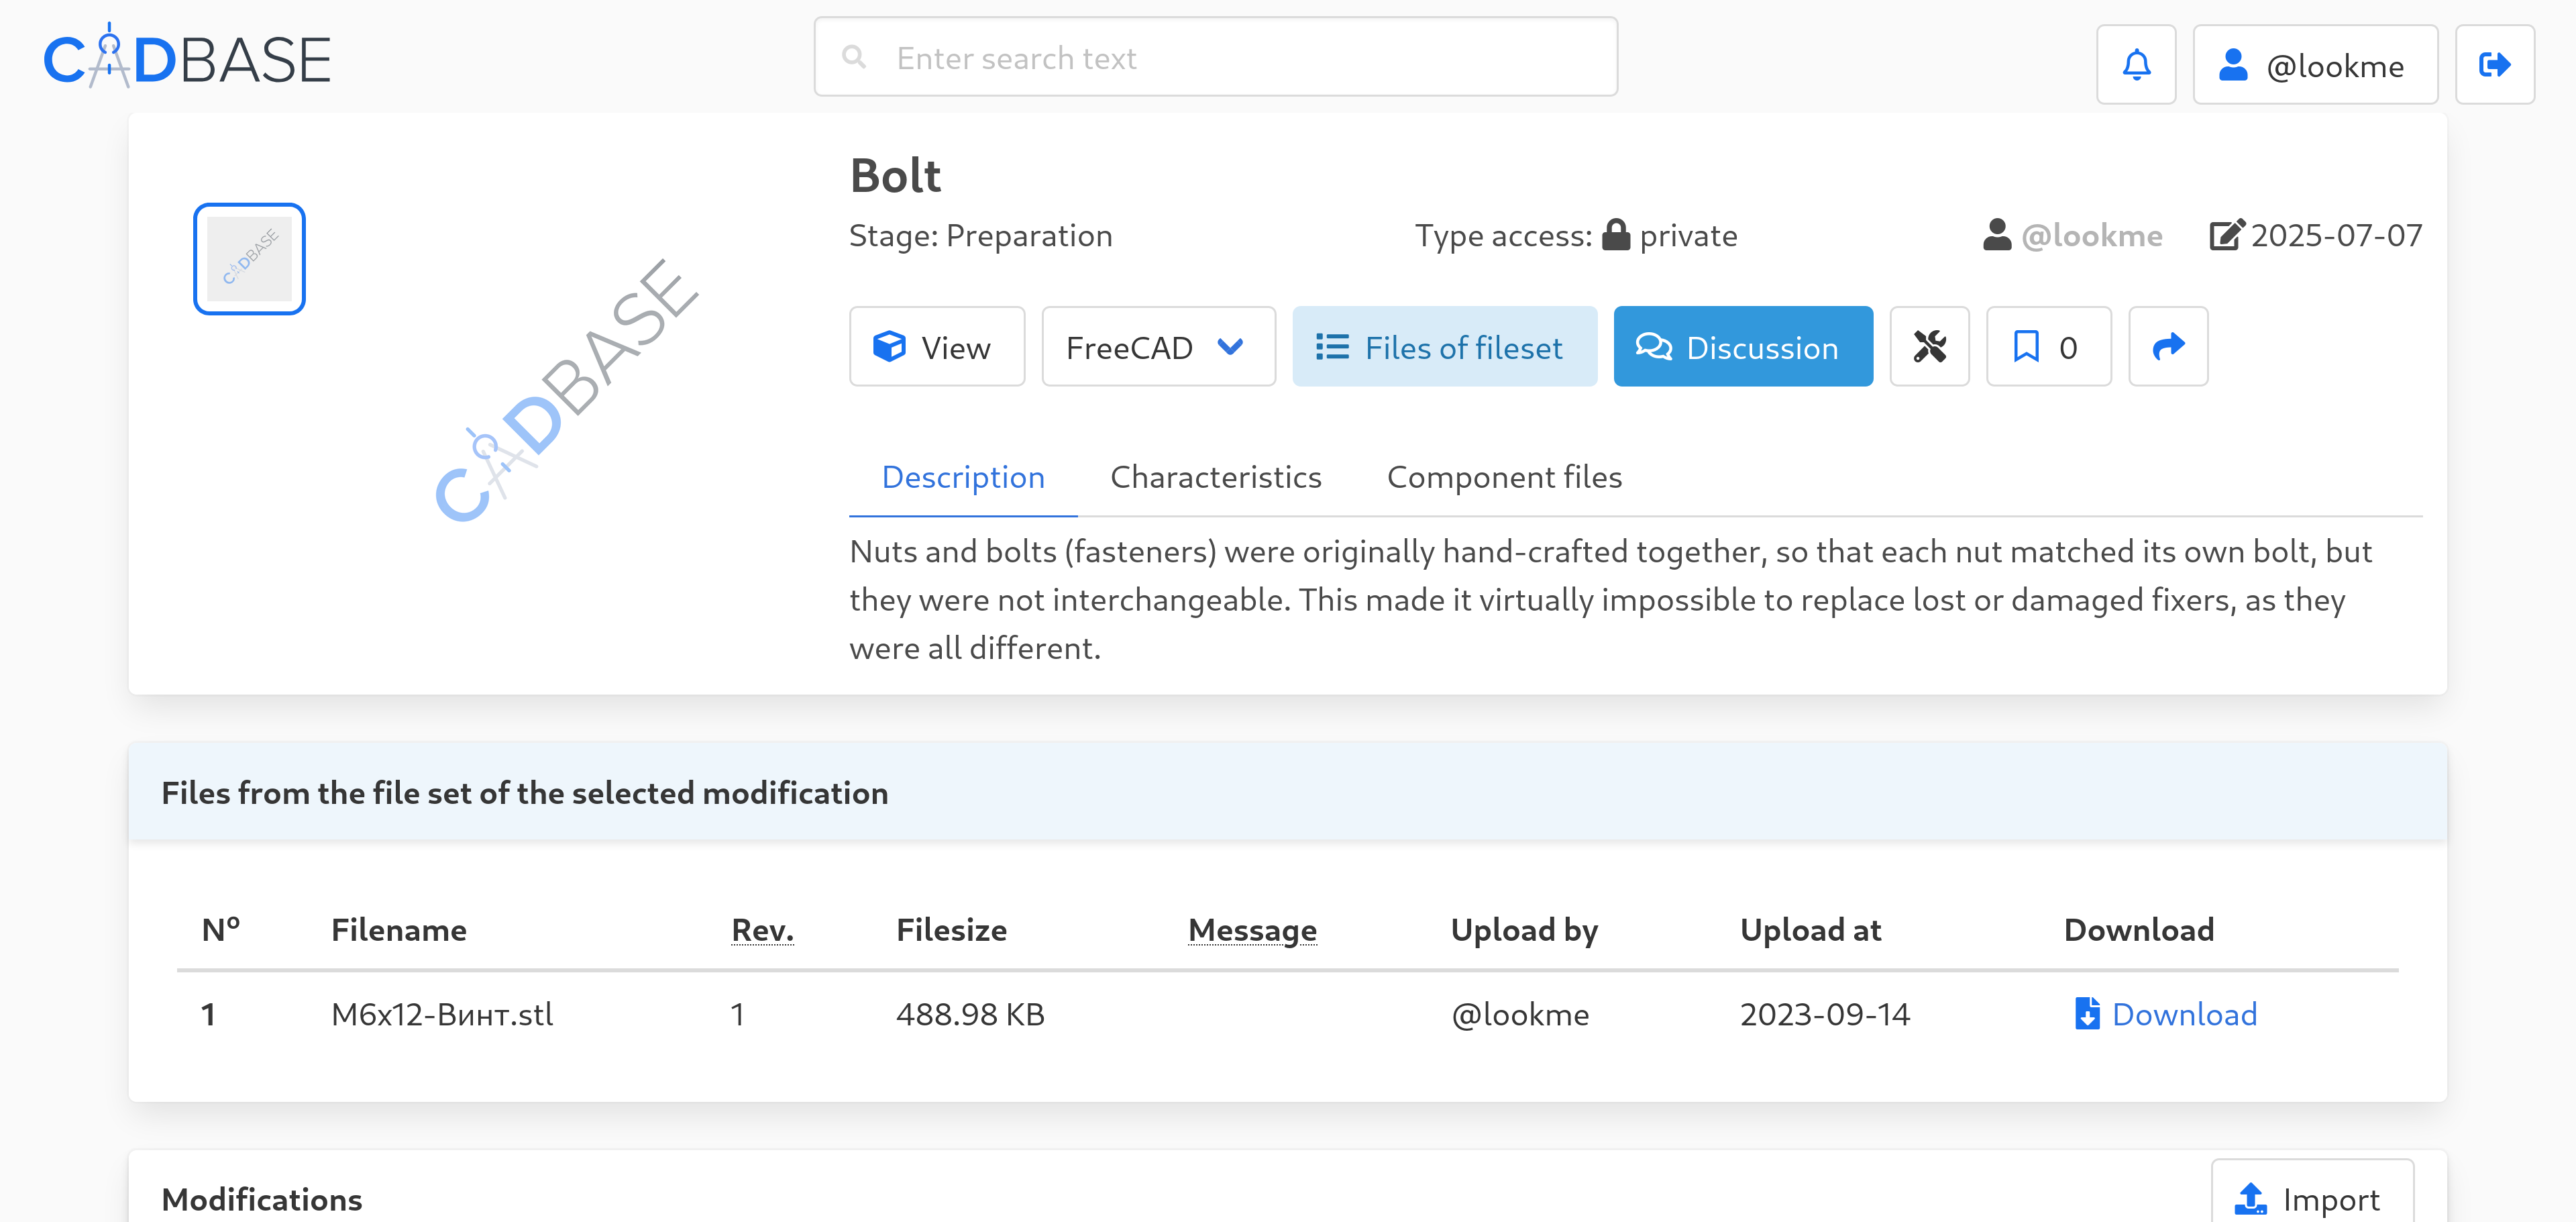 CADBASE
Enter search text
@lookme
CADBASE
CADBASE
Bolt
Stage: Preparation
Type access: private
@lookme
2025-07-07
View
FreeCAD
Files of fileset
Discussion
0
Description
Characteristics
Component files
Nuts and bolts (fasteners) were originally hand-crafted together, so that each nut matched its own bolt, but
they were not interchangeable. This made it virtually impossible to replace lost or damaged fixers, as they
were all different.
Files from the file set of the selected modification
Nº Filename Rev. Filesize Message Upload by Upload at Download
1 M6x12-Винт.stl 1 488.98 KB @lookme 2023-09-14 Download
Modifications
Import